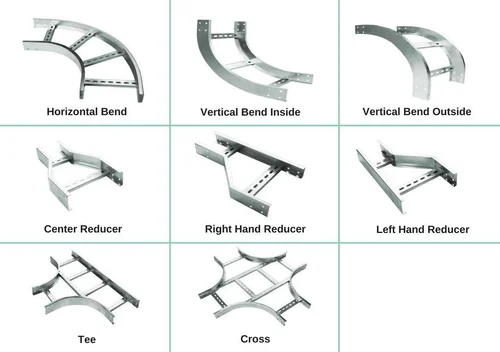 Horizontal Bend
Vertical Bend Inside
Vertical Bend Outside
Center Reducer
Right Hand Reducer
Left Hand Reducer
Tee
Cross